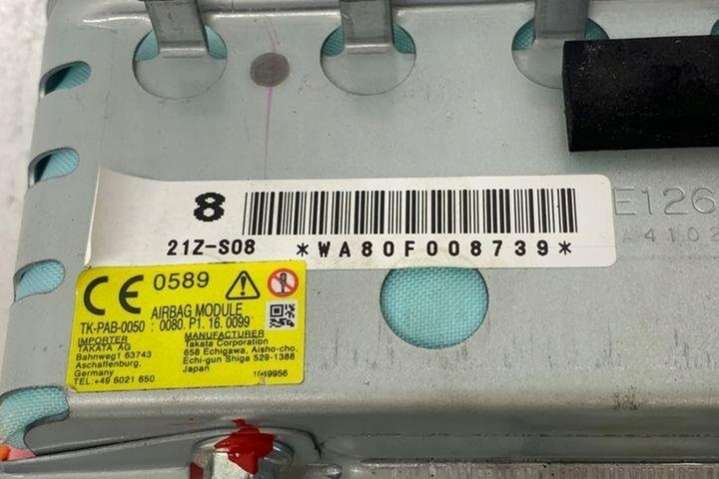 8
21Z-S08 *WA80F008739*
E126
4102
CE 0589
AIRBAG MODULE
TK-PAB-0050 : 0080. P1. 16. 0099
IMPORTER
TAKATA AG
Bahnweg1 63743
Aschaffenburg,
Germany
TEL:+49 6021 650
MANUFACTURER
Takata Corporation
658 Echigawa, Aisho-cho,
Echi-gun Shiga 529-1388
Japan
1049956